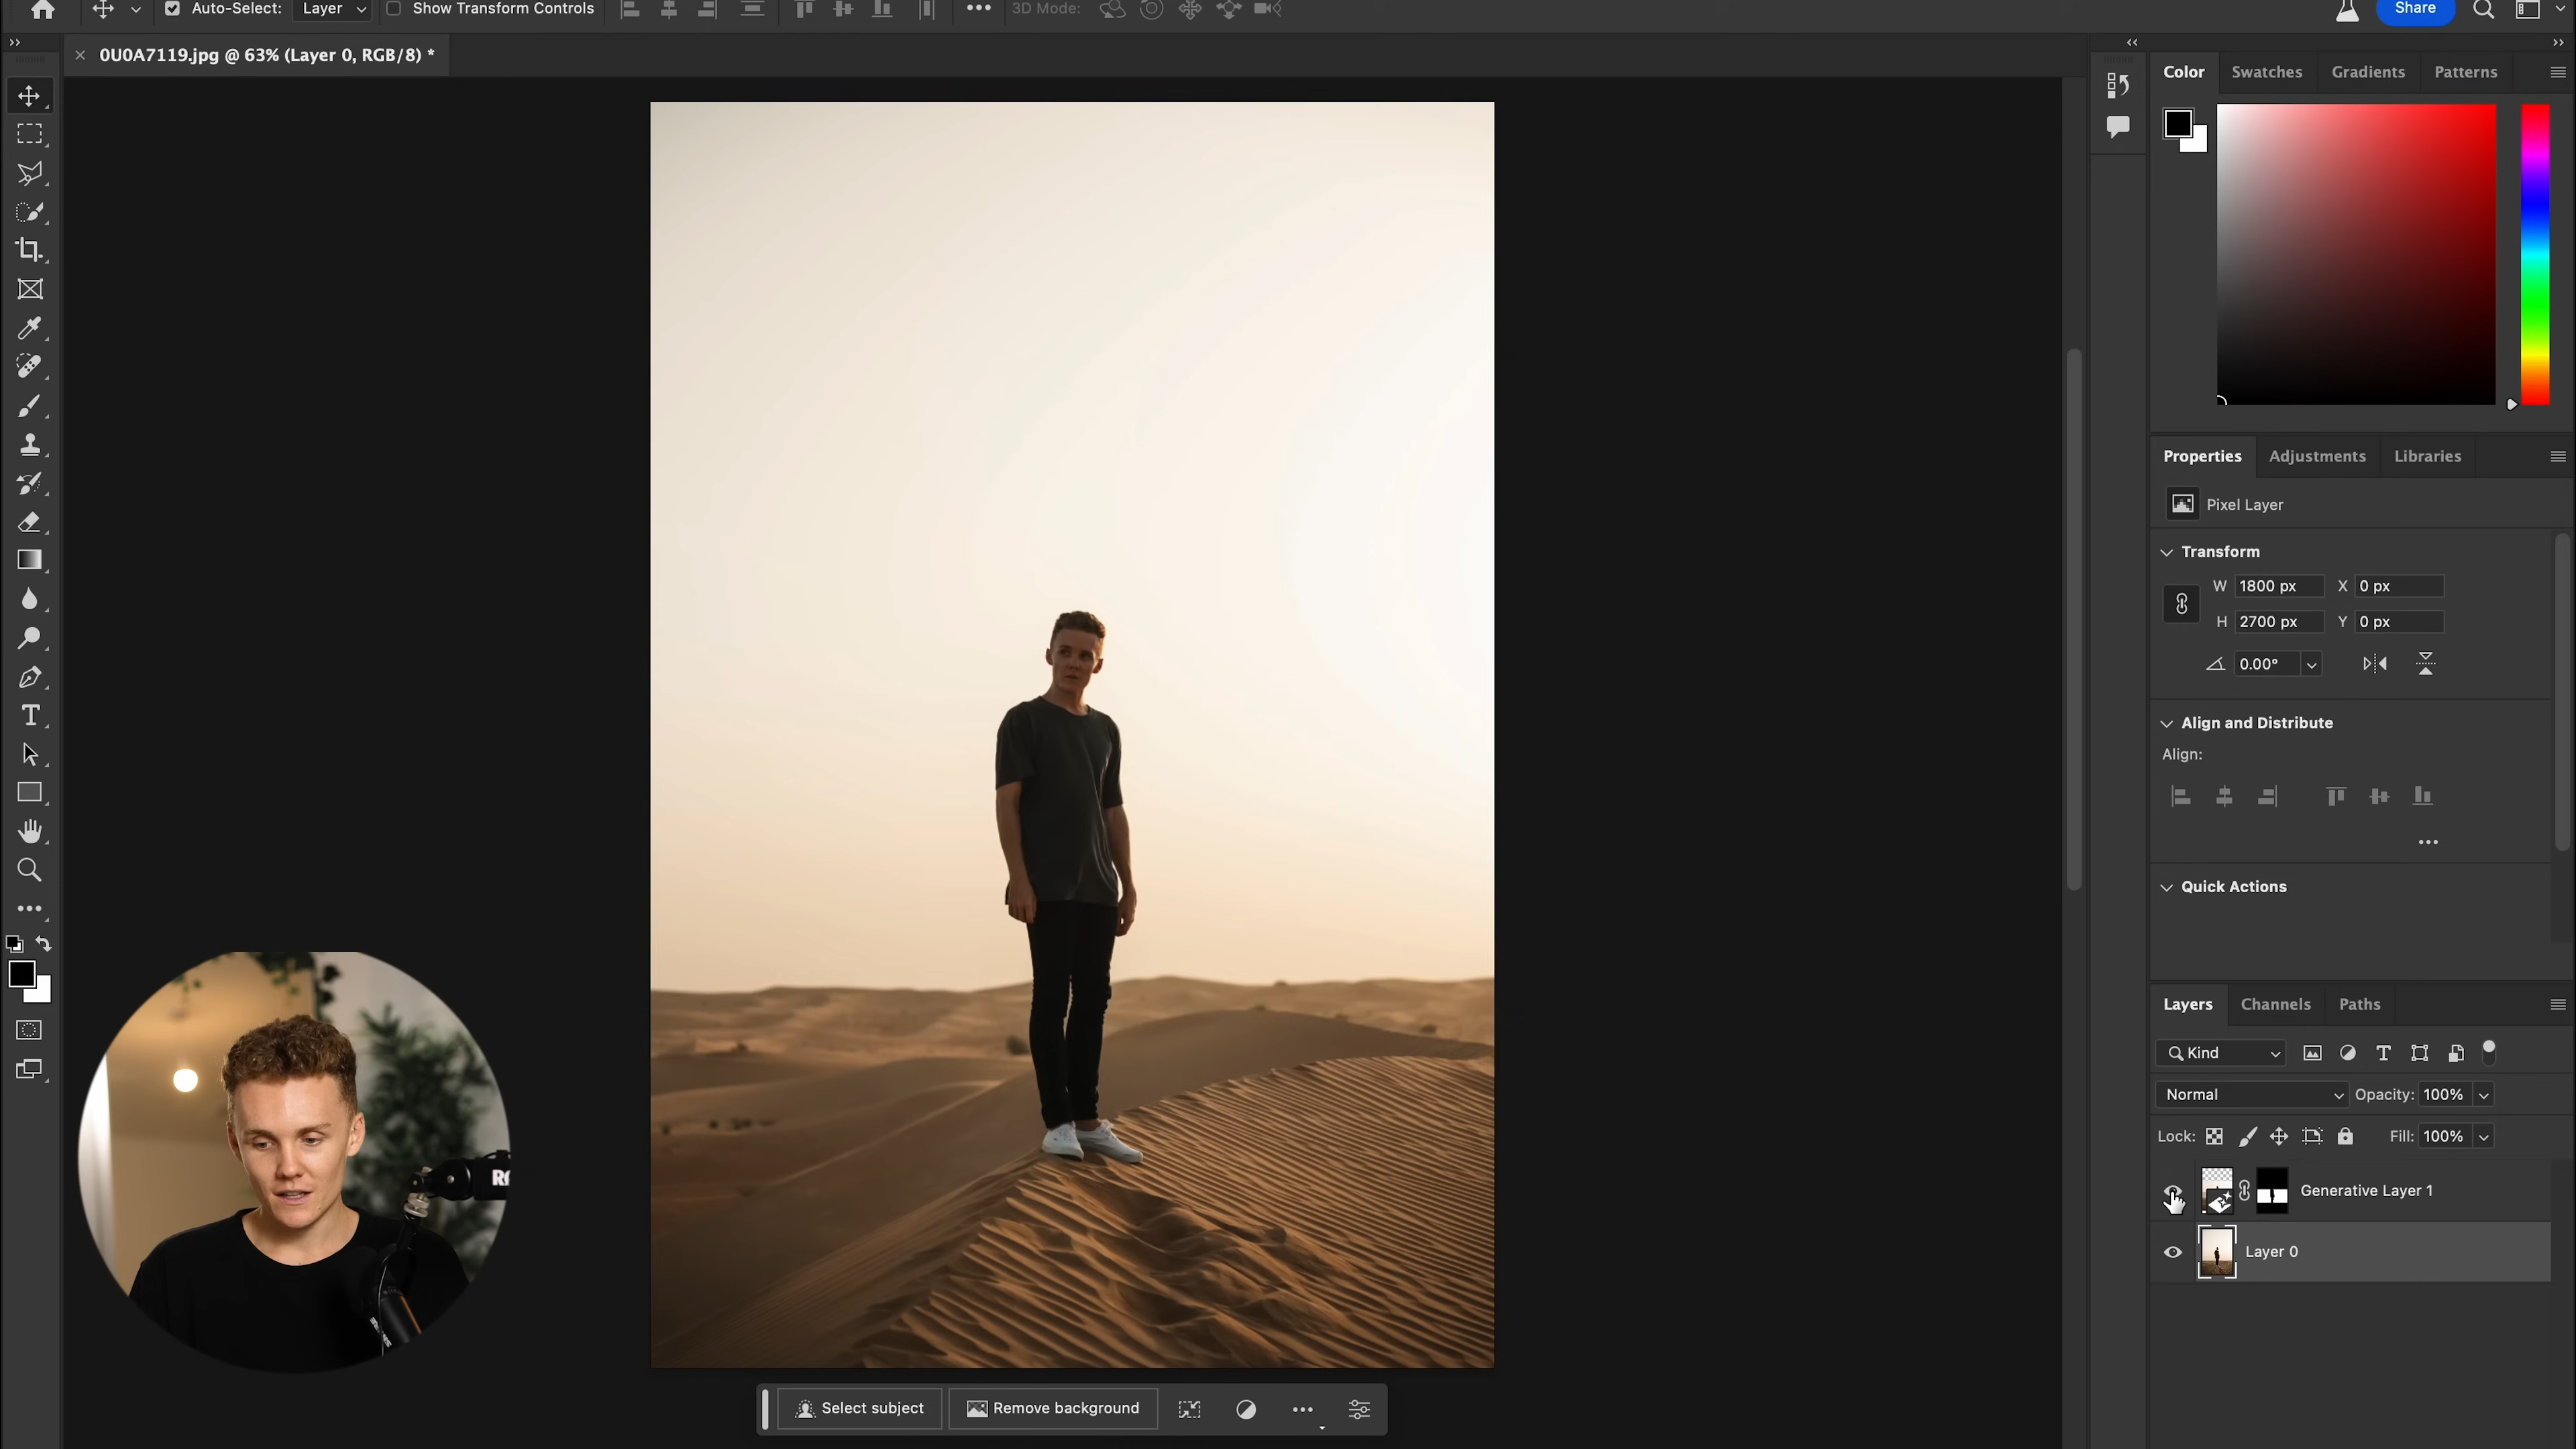 Auto-Select: Layer Show Transform Controls 3D Mode: Share
0U0A7119.jpg @ 63% (Layer 0, RGB/8) *
Color Swatches Gradients Patterns
Properties Adjustments Libraries
Pixel Layer
Transform
W 1800 px X 0 px
H 2700 px Y 0 px
0.00°
Align and Distribute
Align:
Quick Actions
Layers Channels Paths
Kind
Normal Opacity: 100%
Lock: Fill: 100%
Generative Layer 1
Layer 0
Select subject Remove background